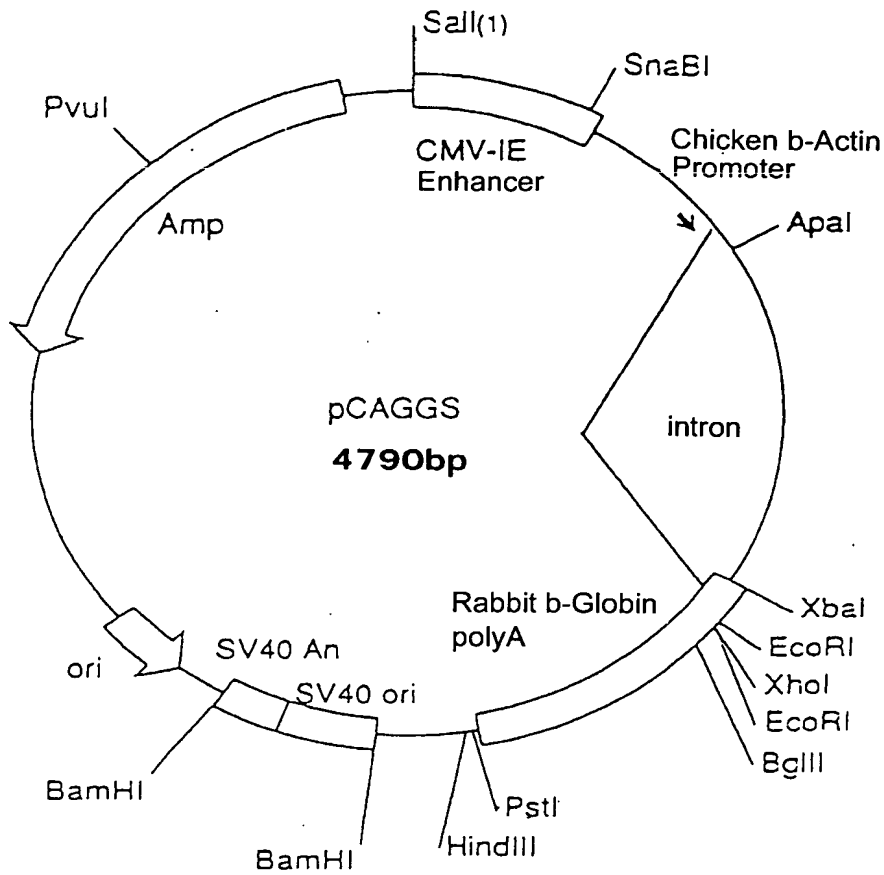 SalI(1)
SnaBI
PvuI
Chicken b-Actin
Promoter
CMV-IE
Enhancer
Amp
ApaI
pCAGGS
4790bp
intron
Rabbit b-Globin
polyA
XbaI
EcoRI
XhoI
EcoRI
BglII
ori
SV40 An
SV40 ori
BamHI
PstI
BamHI
HindIII